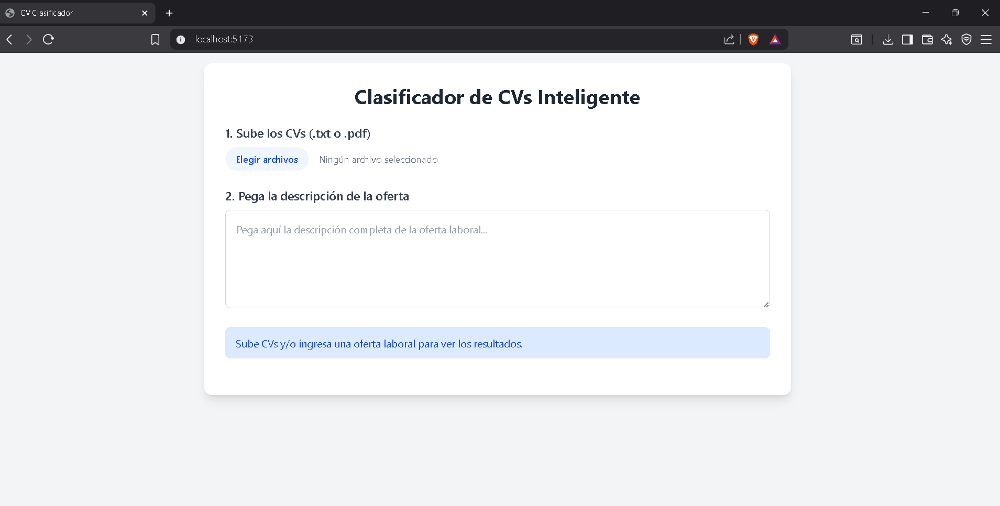 CV Clasificador
localhost:5173
Clasificador de CVs Inteligente
1. Sube los CVs (.txt o .pdf)
Elegir archivos Ningún archivo seleccionado
2. Pega la descripción de la oferta
Pega aquí la descripción completa de la oferta laboral...
Sube CVs y/o ingresa una oferta laboral para ver los resultados.